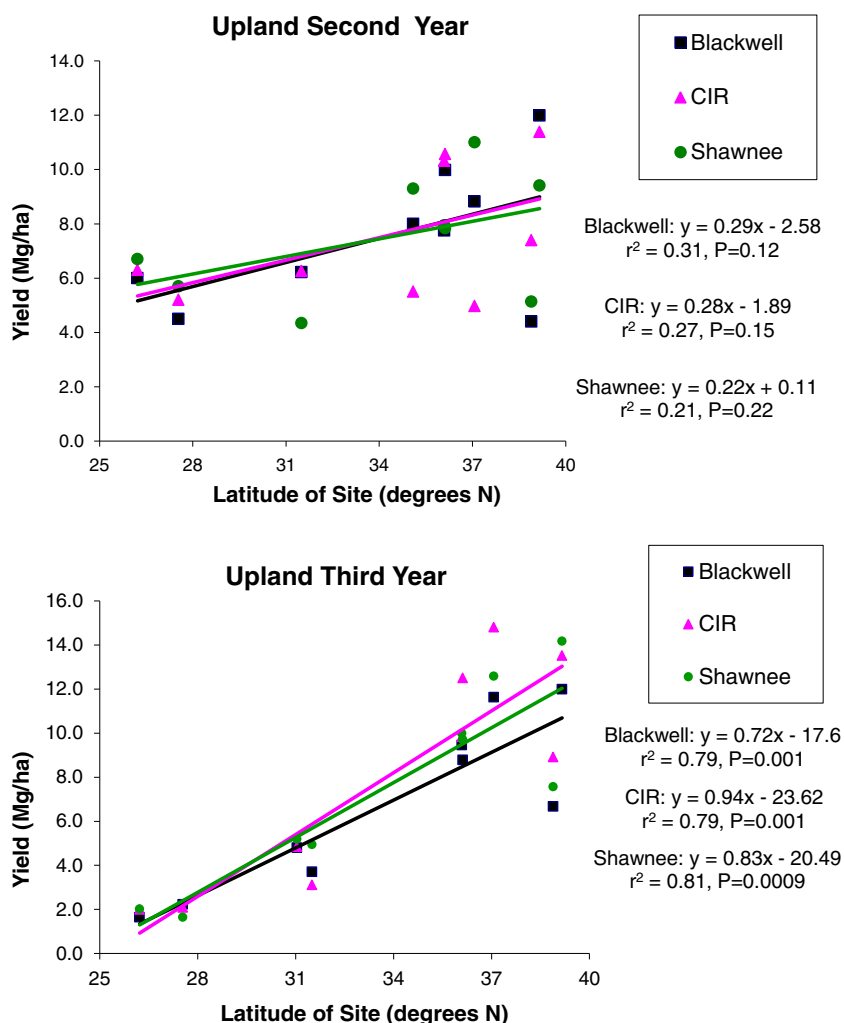 Upland Second Year
Blackwell
CIR
Shawnee
14.0
12.0
10.0
8.0
6.0
4.0
2.0
0.0
Yield (Mg/ha)
25 28 31 34 37 40
Latitude of Site (degrees N)
Blackwell: y = 0.29x - 2.58
r² = 0.31, P=0.12
CIR: y = 0.28x - 1.89
r² = 0.27, P=0.15
Shawnee: y = 0.22x + 0.11
r² = 0.21, P=0.22
Upland Third Year
Blackwell
CIR
Shawnee
16.0
14.0
12.0
10.0
8.0
6.0
4.0
2.0
0.0
Yield (Mg/ha)
25 28 31 34 37 40
Latitude of Site (degrees N)
Blackwell: y = 0.72x - 17.6
r² = 0.79, P=0.001
CIR: y = 0.94x - 23.62
r² = 0.79, P=0.001
Shawnee: y = 0.83x - 20.49
r² = 0.81, P=0.0009